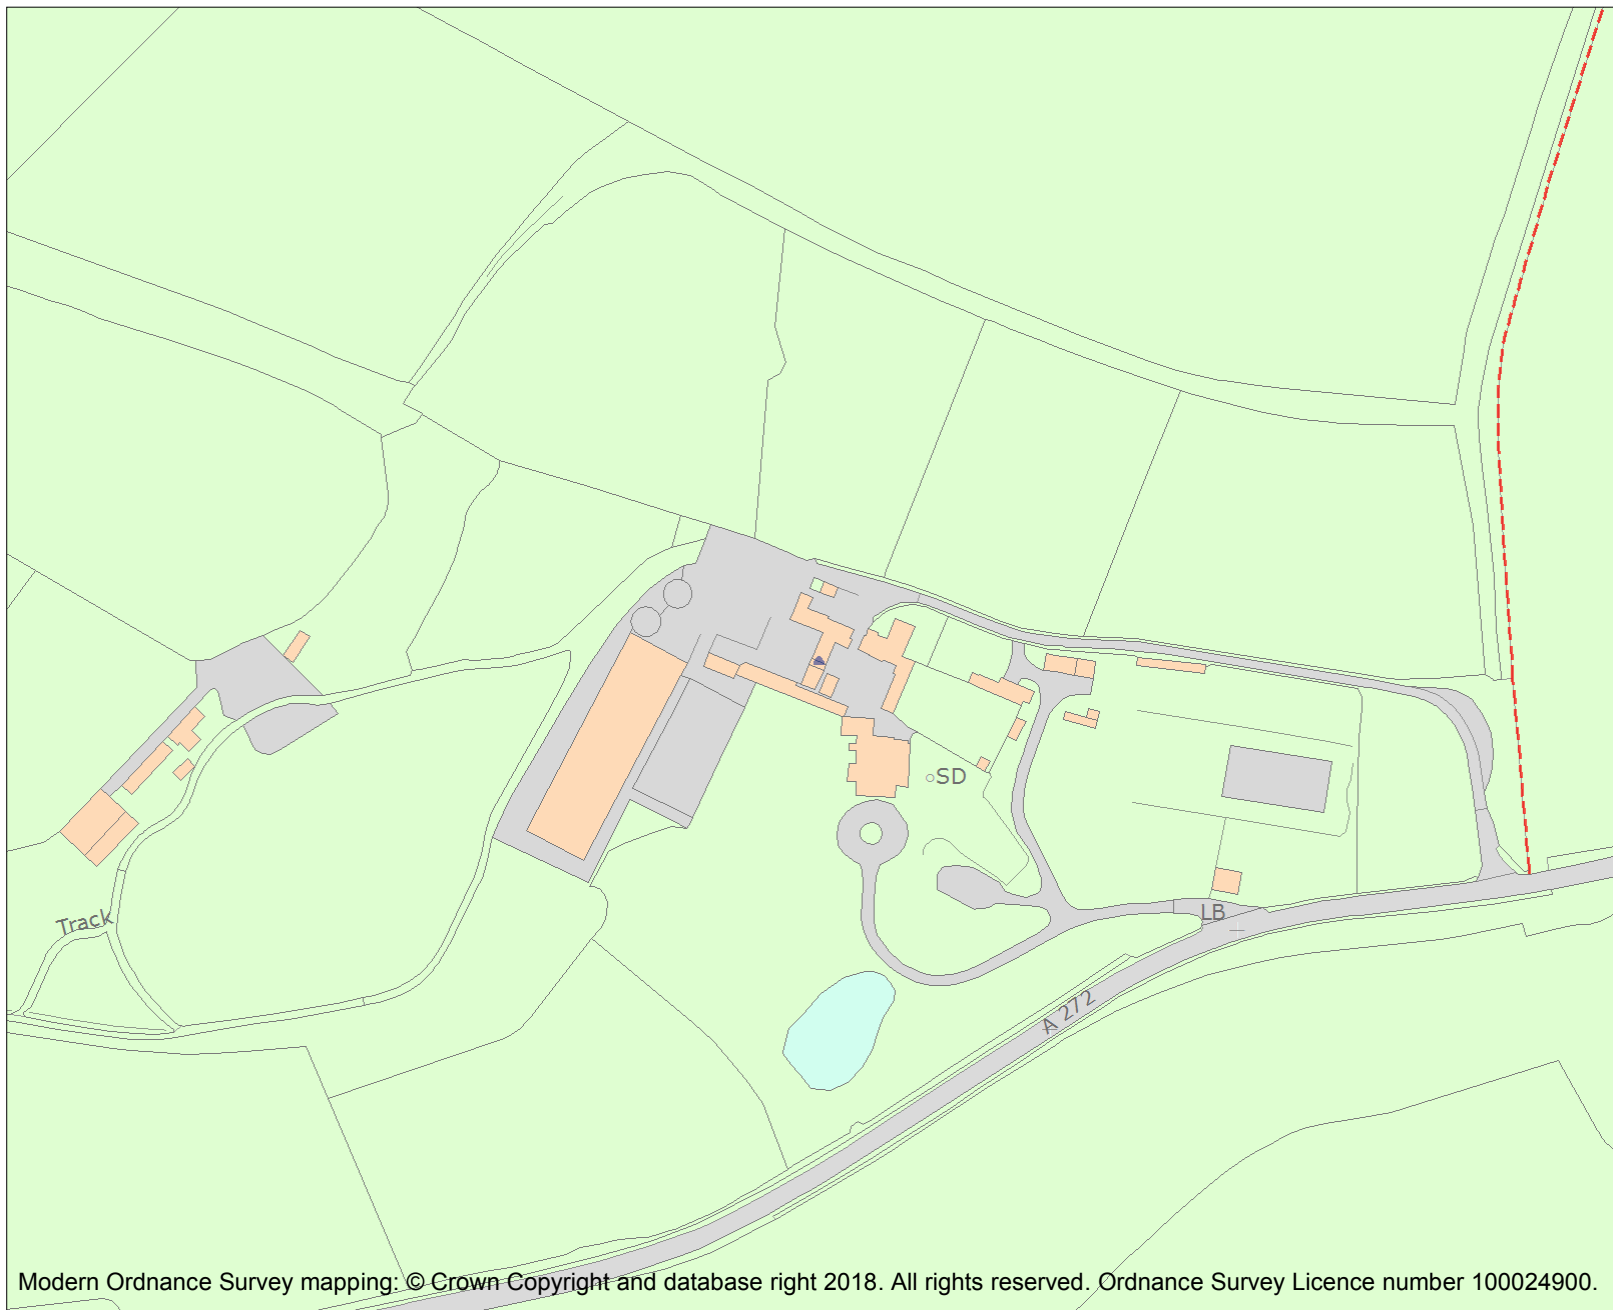 SD
LB
Track
A 272
Modern Ordnance Survey mapping: © Crown Copyright and database right 2018. All rights reserved. Ordnance Survey Licence number 100024900.